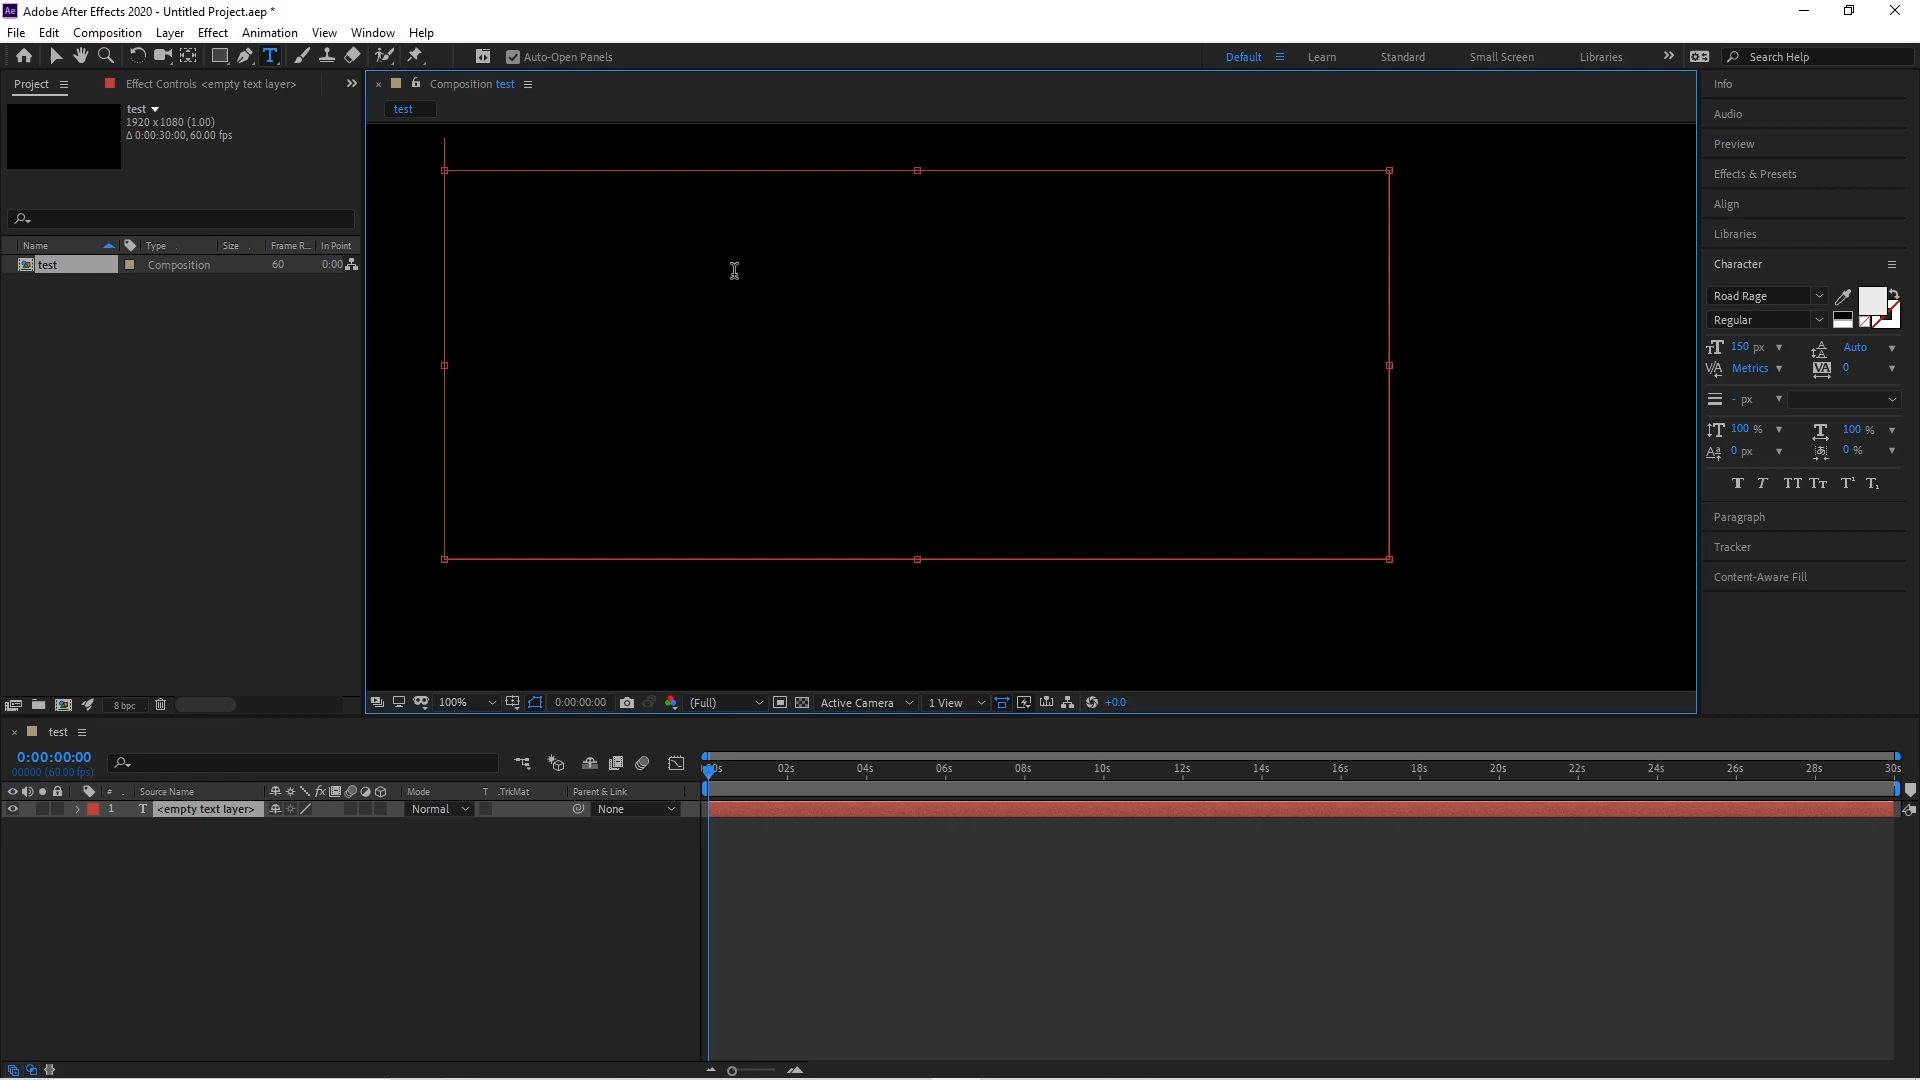 Adobe After Effects 2020 - Untitled Project.aep *
File Edit Composition Layer Effect Animation View Window Help
Auto-Open Panels Default Learn Standard Small Screen Libraries Search Help
Project Effect Controls <empty text layer>
Composition test
test
test
1920 x 1080 (1.00)
Δ 0:00:30:00, 60.00 fps
Name Type Size Frame R... In Point
test Composition 60 0:00
Info
Audio
Preview
Effects & Presets
Align
Libraries
Character
Road Rage
Regular
150 px Auto
Metrics 0
- px
100 % 100 %
0 px 0 %
Paragraph
Tracker
Content-Aware Fill
8 bpc
100% 0:00:00:00 (Full) Active Camera 1 View +0.0
test
0:00:00:00
00000 (60.00 fps)
00s 02s 04s 06s 08s 10s 12s 14s 16s 18s 20s 22s 24s 26s 28s 30s
# Source Name Mode T .TrkMat Parent & Link
1 T <empty text layer> Normal None